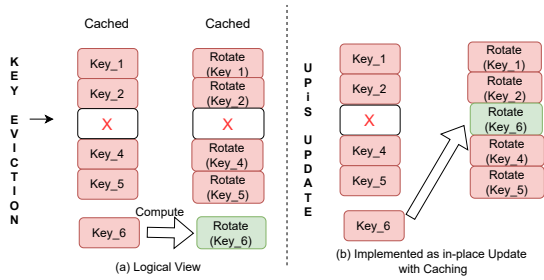 Cached
Cached
KEY EVICTION
Key_1
Key_2
X
Key_4
Key_5
Key_6
Rotate
(Key_1)
Rotate
(Key_2)
X
Rotate
(Key_4)
Rotate
(Key_5)
Compute
Rotate
(Key_6)
(a) Logical View
UPiS UPDATE
Key_1
Key_2
X
Key_4
Key_5
Key_6
Rotate
(Key_1)
Rotate
(Key_2)
Rotate
(Key_6)
Rotate
(Key_4)
Rotate
(Key_5)
(b) Implemented as in-place Update
with Caching